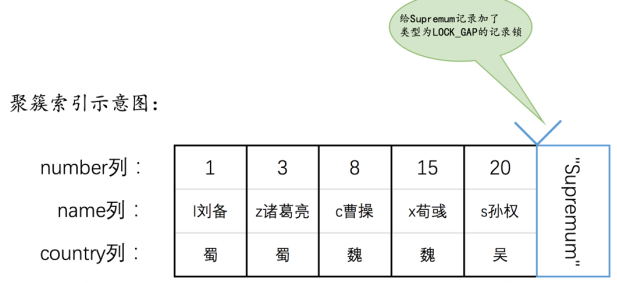 给Supremum记录加了
类型为LOCK_GAP的记录锁
聚簇索引示意图：
number列： 1 3 8 15 20 "Supremum"
name列： l刘备 z诸葛亮 c曹操 x荀彧 s孙权
country列： 蜀 蜀 魏 魏 吴